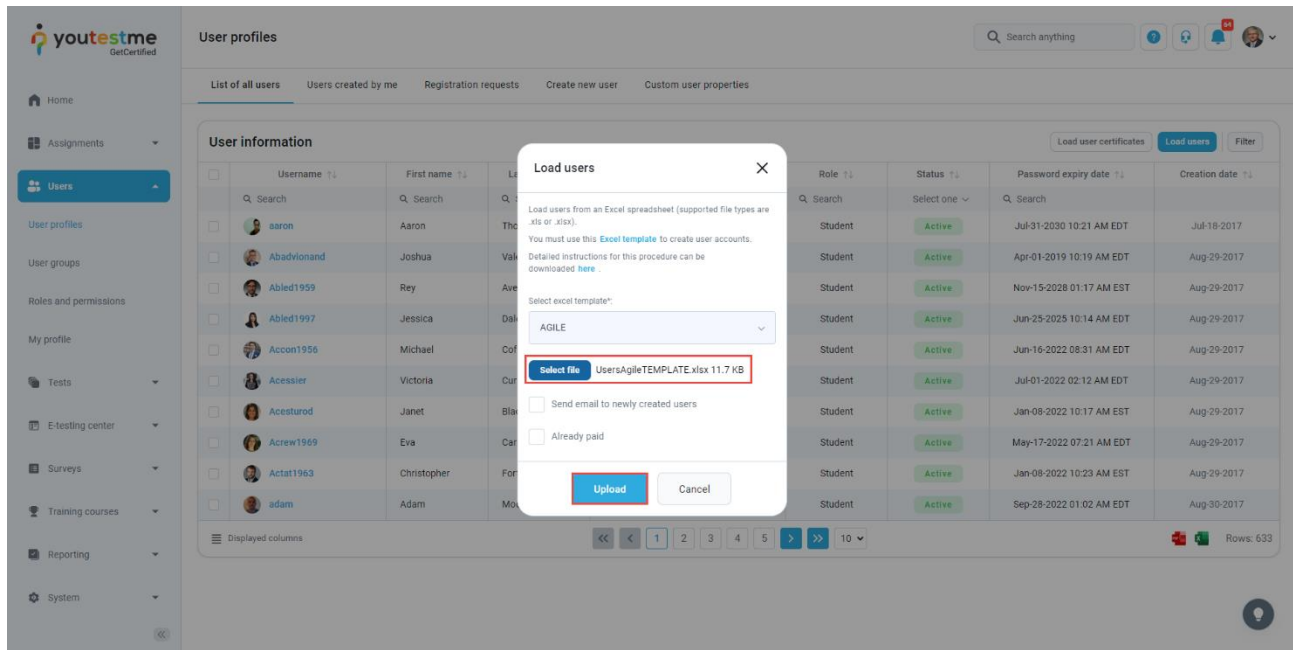 youtestme
GetCertified
User profiles
Search anything
54
List of all users
Users created by me
Registration requests
Create new user
Custom user properties
Home
Assignments
Users
User profiles
User groups
Roles and permissions
My profile
Tests
E-testing center
Surveys
Training courses
Reporting
System
User information
Load user certificates
Load users
Filter
Username First name Role Status Password expiry date Creation date
Search Search Search Select one Search
aaron Aaron Student Active Jul-31-2030 10:21 AM EDT Jul-18-2017
Abadvionand Joshua Student Active Apr-01-2019 10:19 AM EDT Aug-29-2017
Abled1959 Rey Ave Student Active Nov-15-2028 01:17 AM EST Aug-29-2017
Abled1997 Jessica Student Active Jun-25-2025 10:14 AM EDT Aug-29-2017
Accon1956 Michael Student Active Jun-16-2022 08:31 AM EDT Aug-29-2017
Acessier Victoria Student Active Jul-01-2022 02:12 AM EDT Aug-29-2017
Acesturod Janet Student Active Jan-08-2022 10:17 AM EST Aug-29-2017
Acrew1969 Eva Student Active May-17-2022 07:21 AM EDT Aug-29-2017
Actat1963 Christopher Student Active Jan-08-2022 10:23 AM EST Aug-29-2017
adam Adam Student Active Sep-28-2022 01:02 AM EDT Aug-30-2017
Displayed columns
1 2 3 4 5
10
Rows: 633
Load users
Load users from an Excel spreadsheet (supported file types are
.xls or .xlsx).
You must use this Excel template to create user accounts.
Detailed instructions for this procedure can be
downloaded here .
Select excel template*:
AGILE
Select file UsersAgileTEMPLATE.xlsx 11.7 KB
Send email to newly created users
Already paid
Upload
Cancel